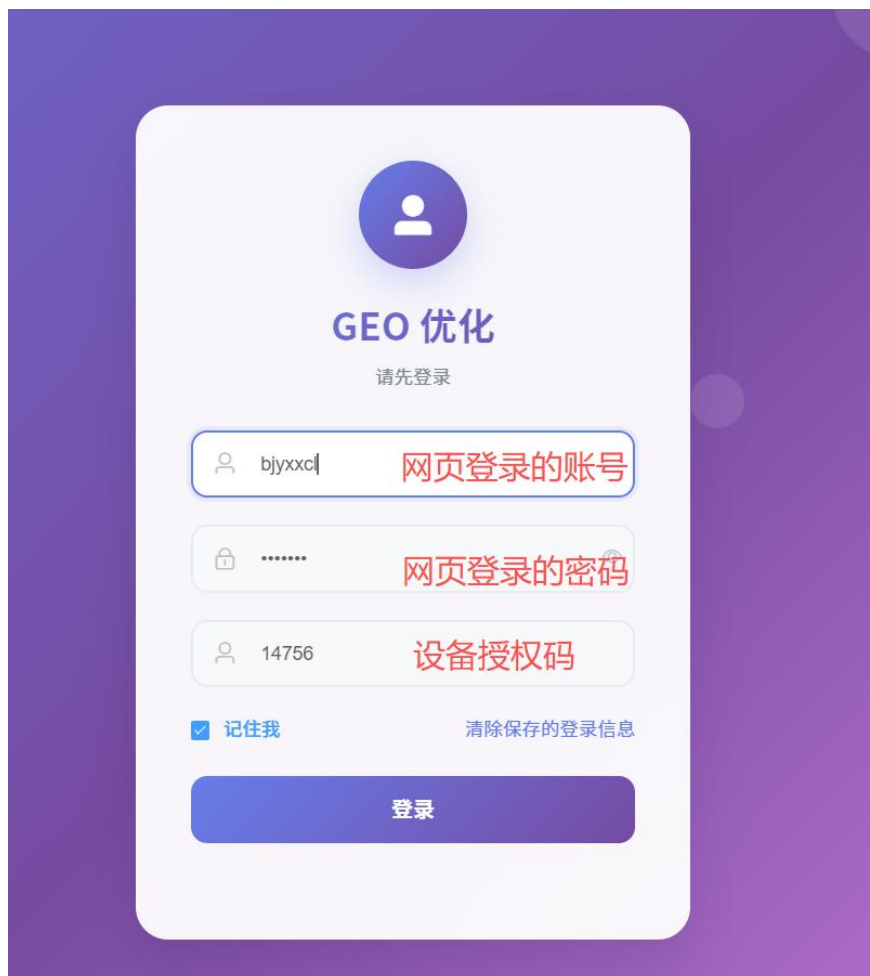 GEO 优化
请先登录
bjyxxcl 网页登录的账号
••••••• 网页登录的密码
14756 设备授权码
记住我 清除保存的登录信息
登录